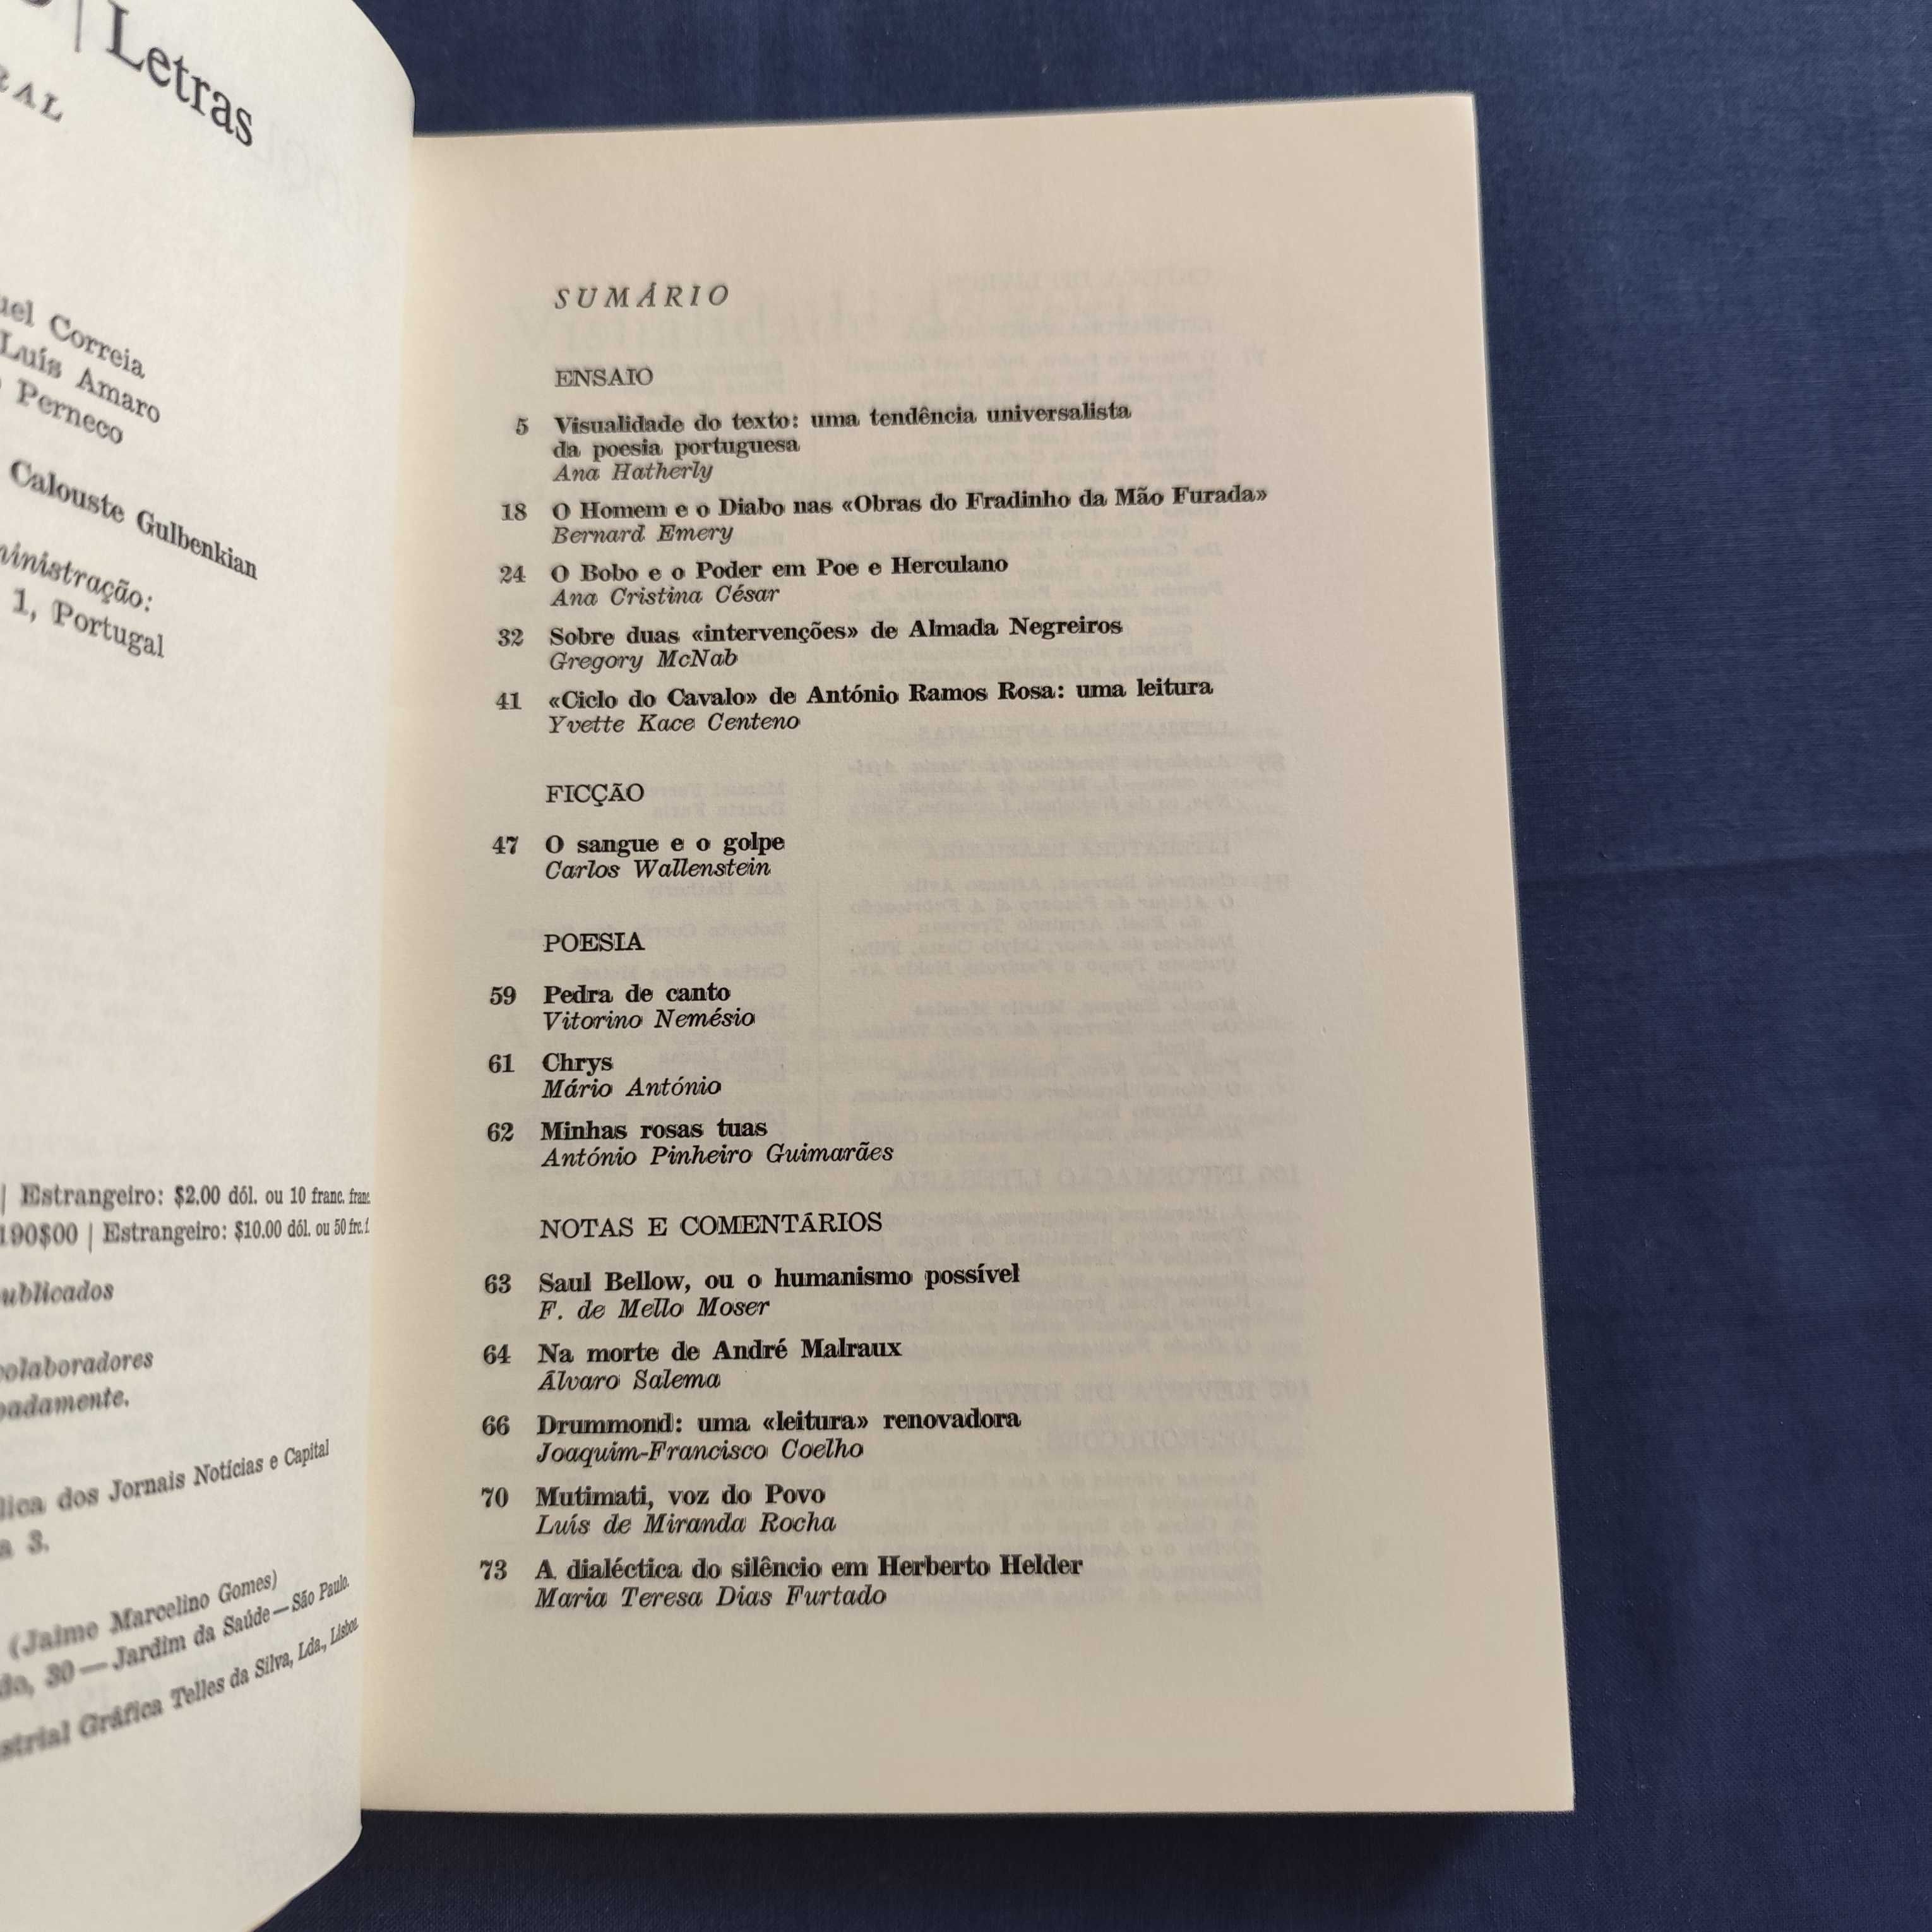 Letras
RAL
uel Correia
Luís Amaro
Perneco
Calouste Gulbenkian
ministração:
1, Portugal
| Estrangeiro: $2.00 dól. ou 10 franc. franc.
190$00 | Estrangeiro: $10.00 dól. ou 50 frc. f.
ublicados
colaboradores
padamente.
lica dos Jornais Notícias e Capital
a 3.
(Jaime Marcelino Gomes)
do, 30 — Jardim da Saúde — São Paulo.
strial Gráfica Telles da Silva, Lda., Lisboa.
SUMÁRIO
ENSAIO
5 Visualidade do texto: uma tendência universalista
da poesia portuguesa
Ana Hatherly
18 O Homem e o Diabo nas «Obras do Fradinho da Mão Furada»
Bernard Emery
24 O Bobo e o Poder em Poe e Herculano
Ana Cristina César
32 Sobre duas «intervenções» de Almada Negreiros
Gregory McNab
41 «Ciclo do Cavalo» de António Ramos Rosa: uma leitura
Yvette Kace Centeno
FICÇÃO
47 O sangue e o golpe
Carlos Wallenstein
POESIA
59 Pedra de canto
Vitorino Nemésio
61 Chrys
Mário António
62 Minhas rosas tuas
António Pinheiro Guimarães
NOTAS E COMENTÁRIOS
63 Saul Bellow, ou o humanismo possível
F. de Mello Moser
64 Na morte de André Malraux
Álvaro Salema
66 Drummond: uma «leitura» renovadora
Joaquim-Francisco Coelho
70 Mutimati, voz do Povo
Luís de Miranda Rocha
73 A dialéctica do silêncio em Herberto Helder
Maria Teresa Dias Furtado